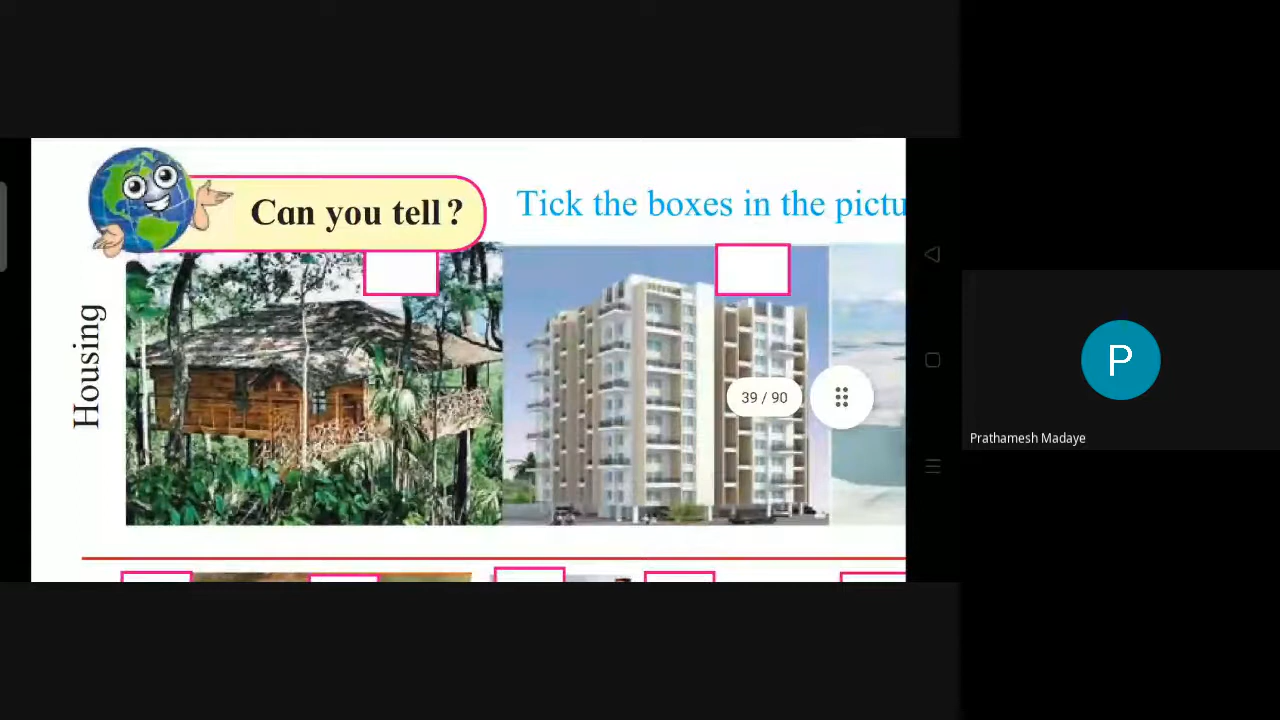 Can you tell?
Tick the boxes in the pictu
Housing
39 / 90
P
Prathamesh Madaye